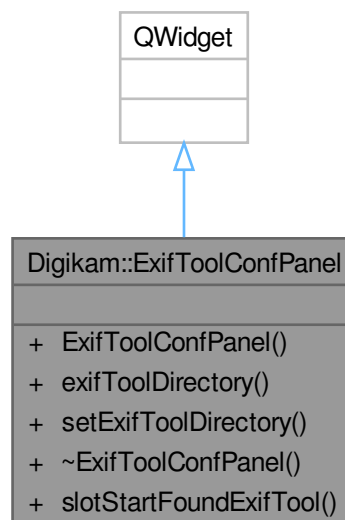 QWidget
Digikam::ExifToolConfPanel
+ ExifToolConfPanel()
+ exifToolDirectory()
+ setExifToolDirectory()
+ ~ExifToolConfPanel()
+ slotStartFoundExifTool()